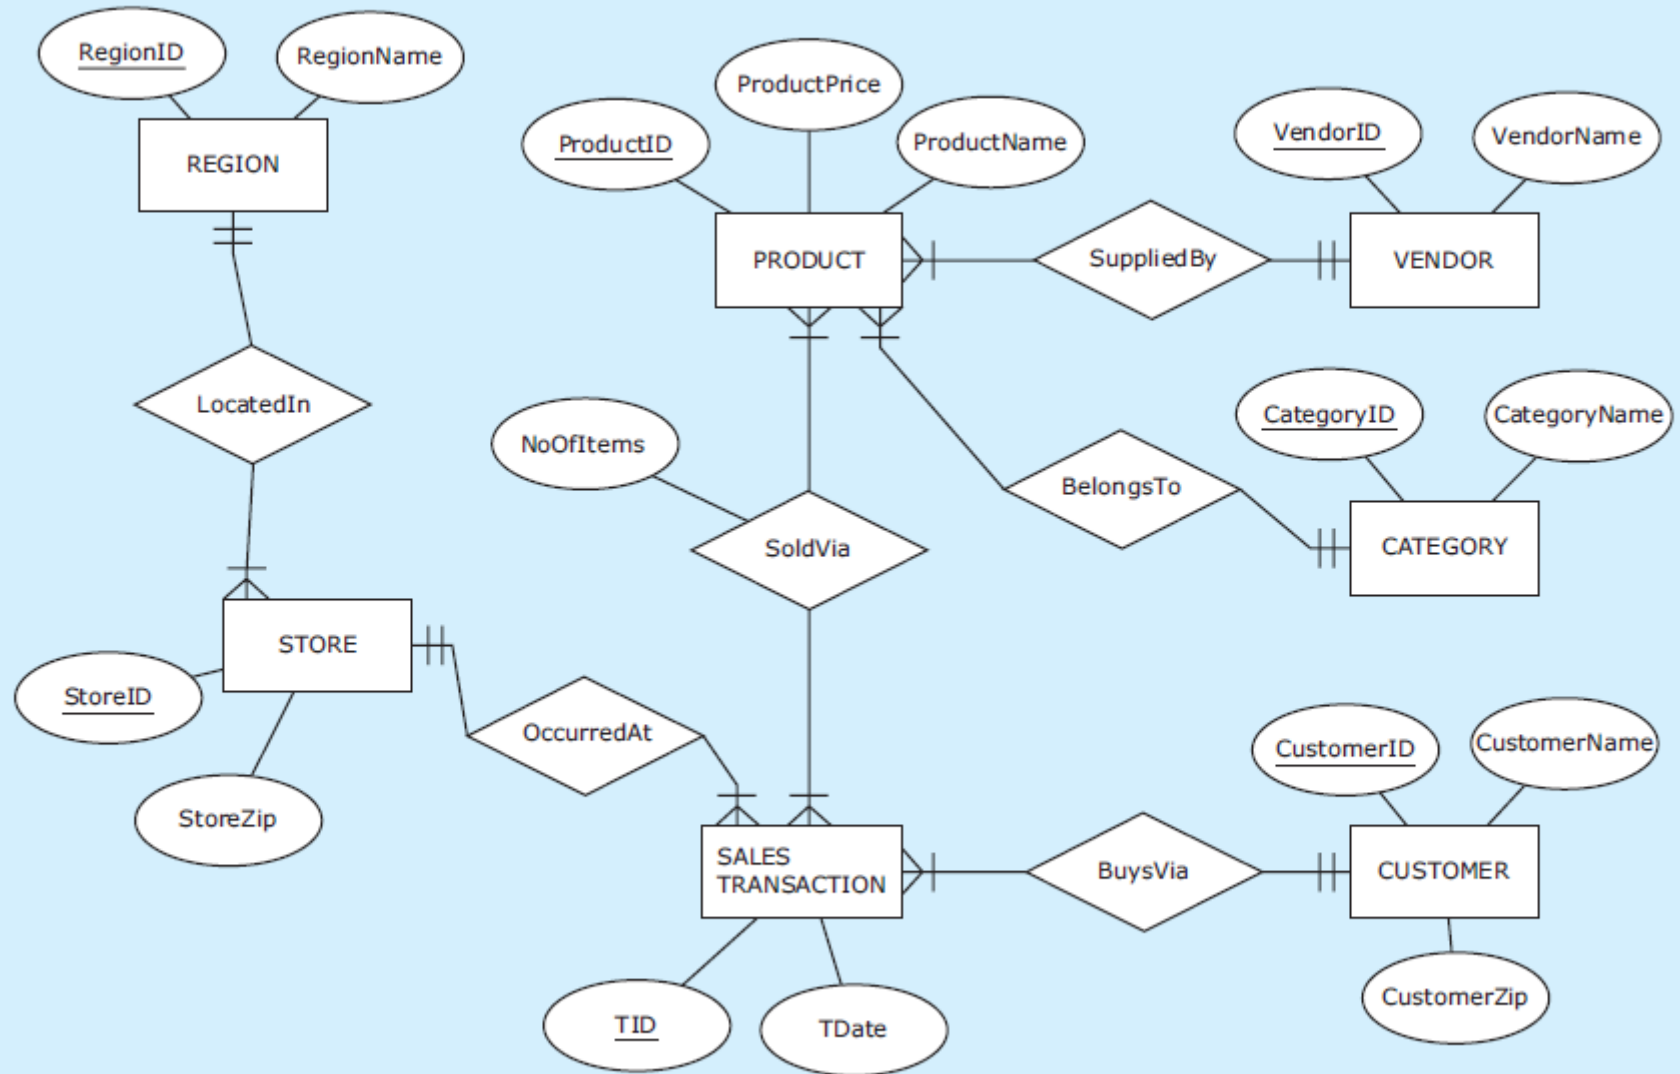 RegionID
RegionName
REGION
ProductPrice
ProductID
ProductName
PRODUCT
SuppliedBy
VendorID
VendorName
VENDOR
LocatedIn
NoOfItems
SoldVia
BelongsTo
CategoryID
CategoryName
CATEGORY
STORE
StoreID
StoreZip
OccurredAt
SALES
TRANSACTION
BuysVia
CustomerID
CustomerName
CUSTOMER
CustomerZip
TID
TDate